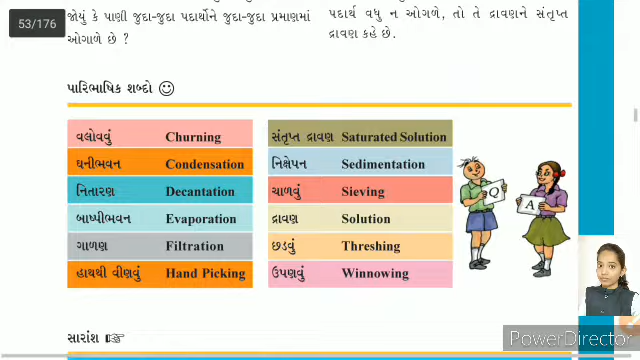 53/176
જોયું કે પાણી જુદા-જુદા પદાર્થોને જુદા-જુદા પ્રમાણમાં
ઓગાળે છે ?
પદાર્થ વધુ ન ઓગળે, તો તે દ્રાવણને સંતૃપ્ત
દ્રાવણ કહે છે.
પારિભાષિક શબ્દો
વલોવવું Churning
ઘનીભવન Condensation
નિતારણ Decantation
બાષ્પીભવન Evaporation
ગાળણ Filtration
હાથથી વીણવું Hand Picking
સંતૃપ્ત દ્રાવણ Saturated Solution
નિક્ષેપન Sedimentation
ચાળવું Sieving
દ્રાવણ Solution
છડવું Threshing
ઉપણવું Winnowing
Q
A
સારાંશ
PowerDirector